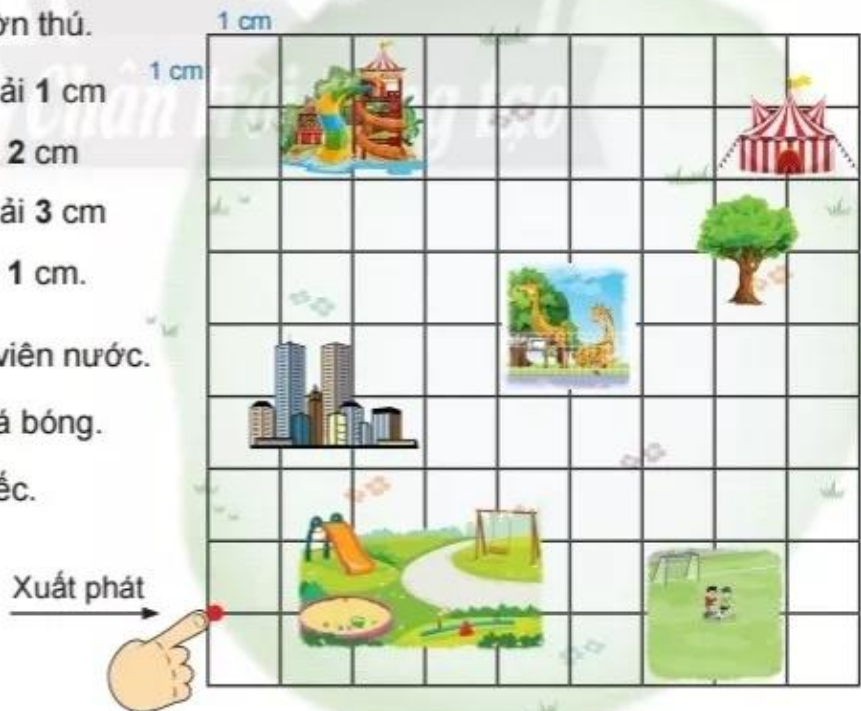 1 cm
ờn thú.
1 cm
ải 1 cm
2 cm
ải 3 cm
1 cm.
viên nước.
á bóng.
ếc.
Xuất phát